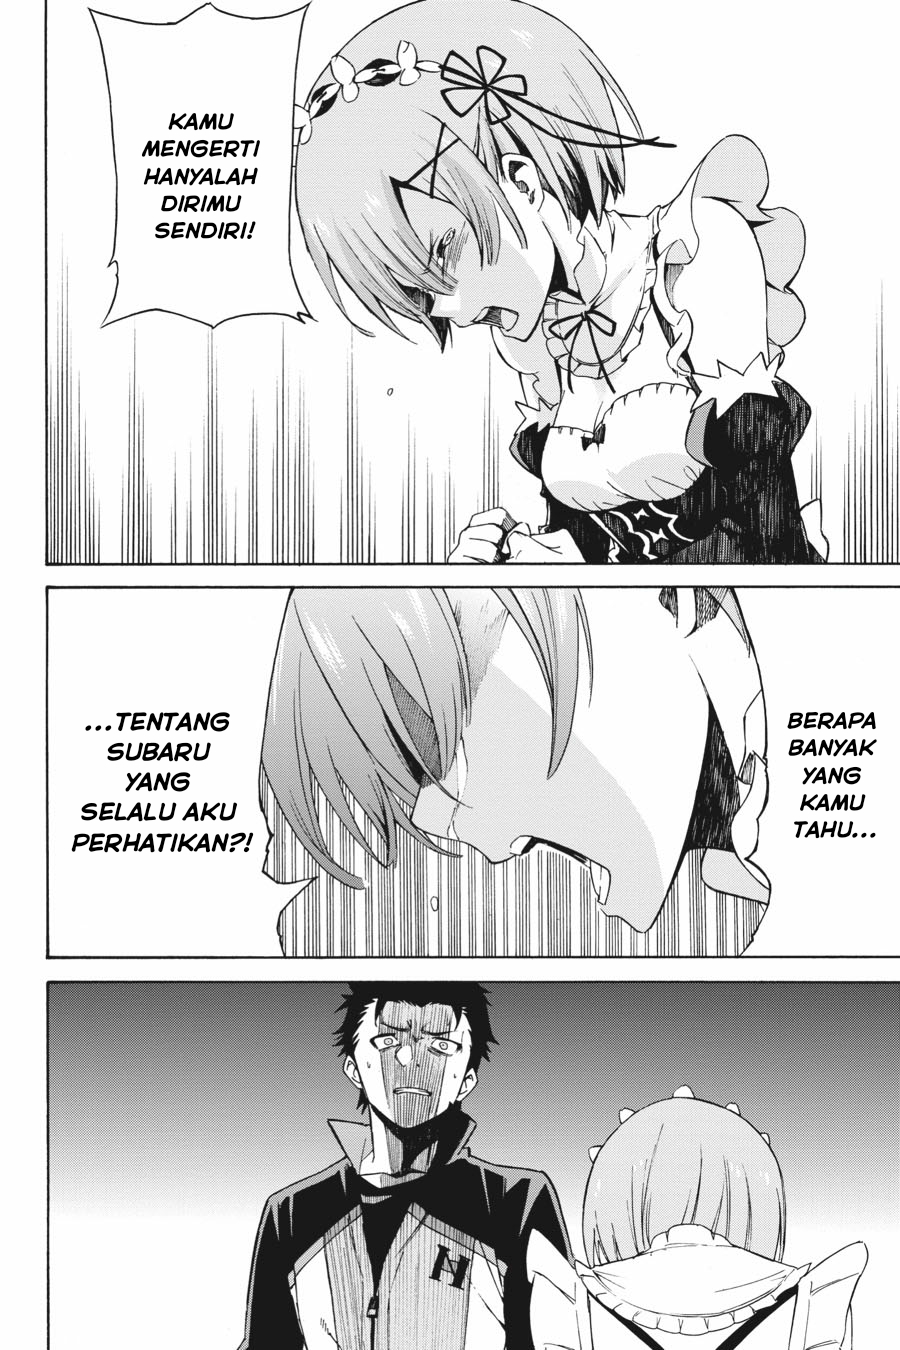 KAMU
MENGERTI
HANYALAH
DIRIMU
SENDIRI!
BERAPA
BANYAK
YANG
KAMU
TAHU...
...TENTANG
SUBARU
YANG
SELALU AKU
PERHATIKAN?!
H